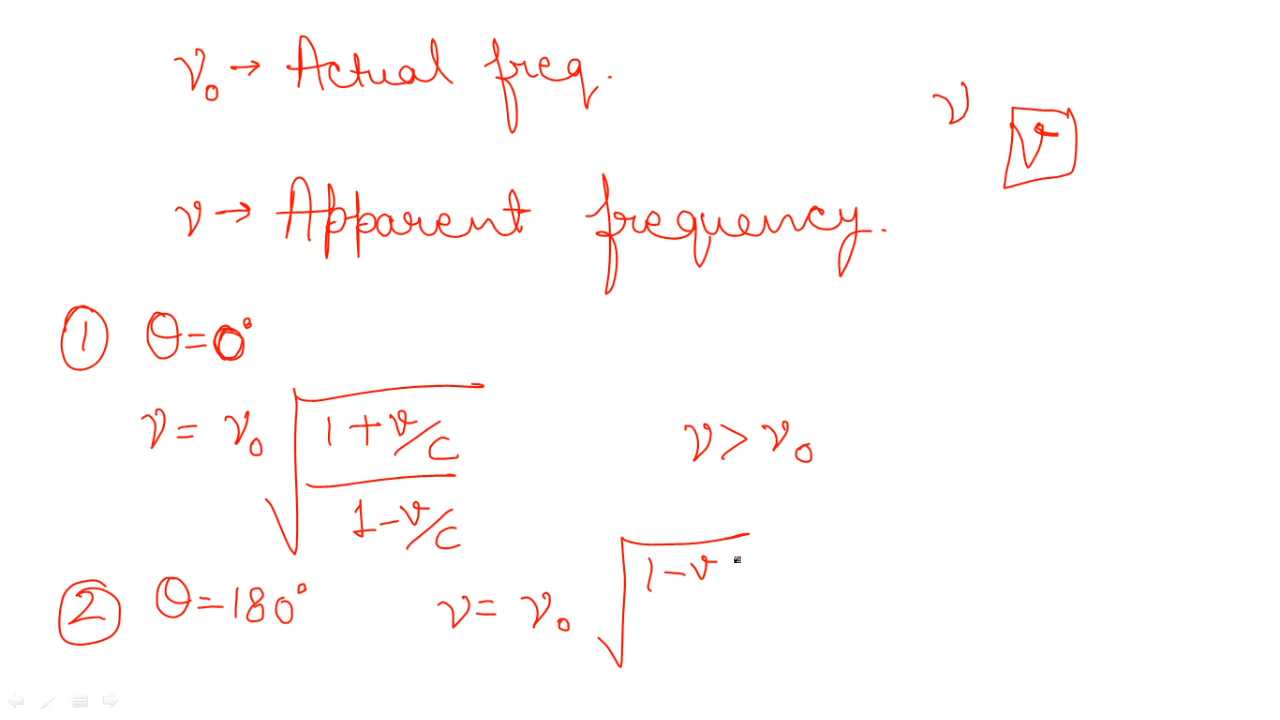 ν₀ → Actual freq.
ν
v
ν → Apparent frequency.
① θ = 0°
ν = ν₀ √((1 + v/c)/(1 − v/c))
ν > ν₀
② θ = 180°
ν = ν₀ √(1 − v